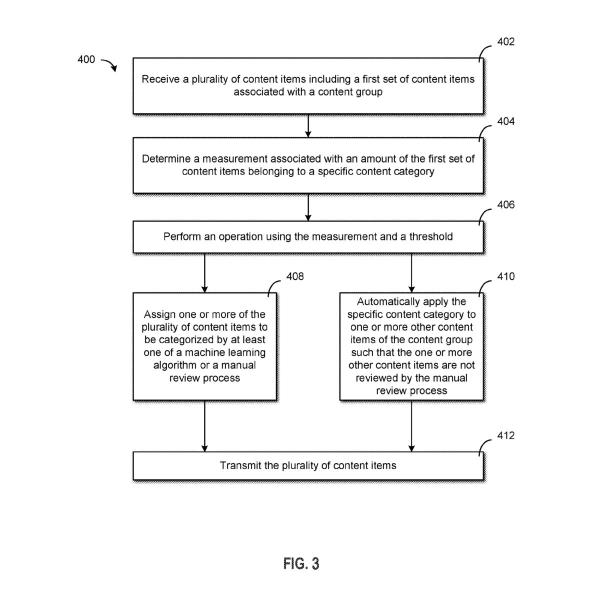 400
402
Receive a plurality of content items including a first set of content items
associated with a content group
404
Determine a measurement associated with an amount of the first set of
content items belonging to a specific content category
406
Perform an operation using the measurement and a threshold
408
Assign one or more of the
plurality of content items to
be categorized by at least
one of a machine learning
algorithm or a manual
review process
410
Automatically apply the
specific content category to
one or more other content
items of the content group
such that the one or more
other content items are not
reviewed by the manual
review process
412
Transmit the plurality of content items
FIG. 3